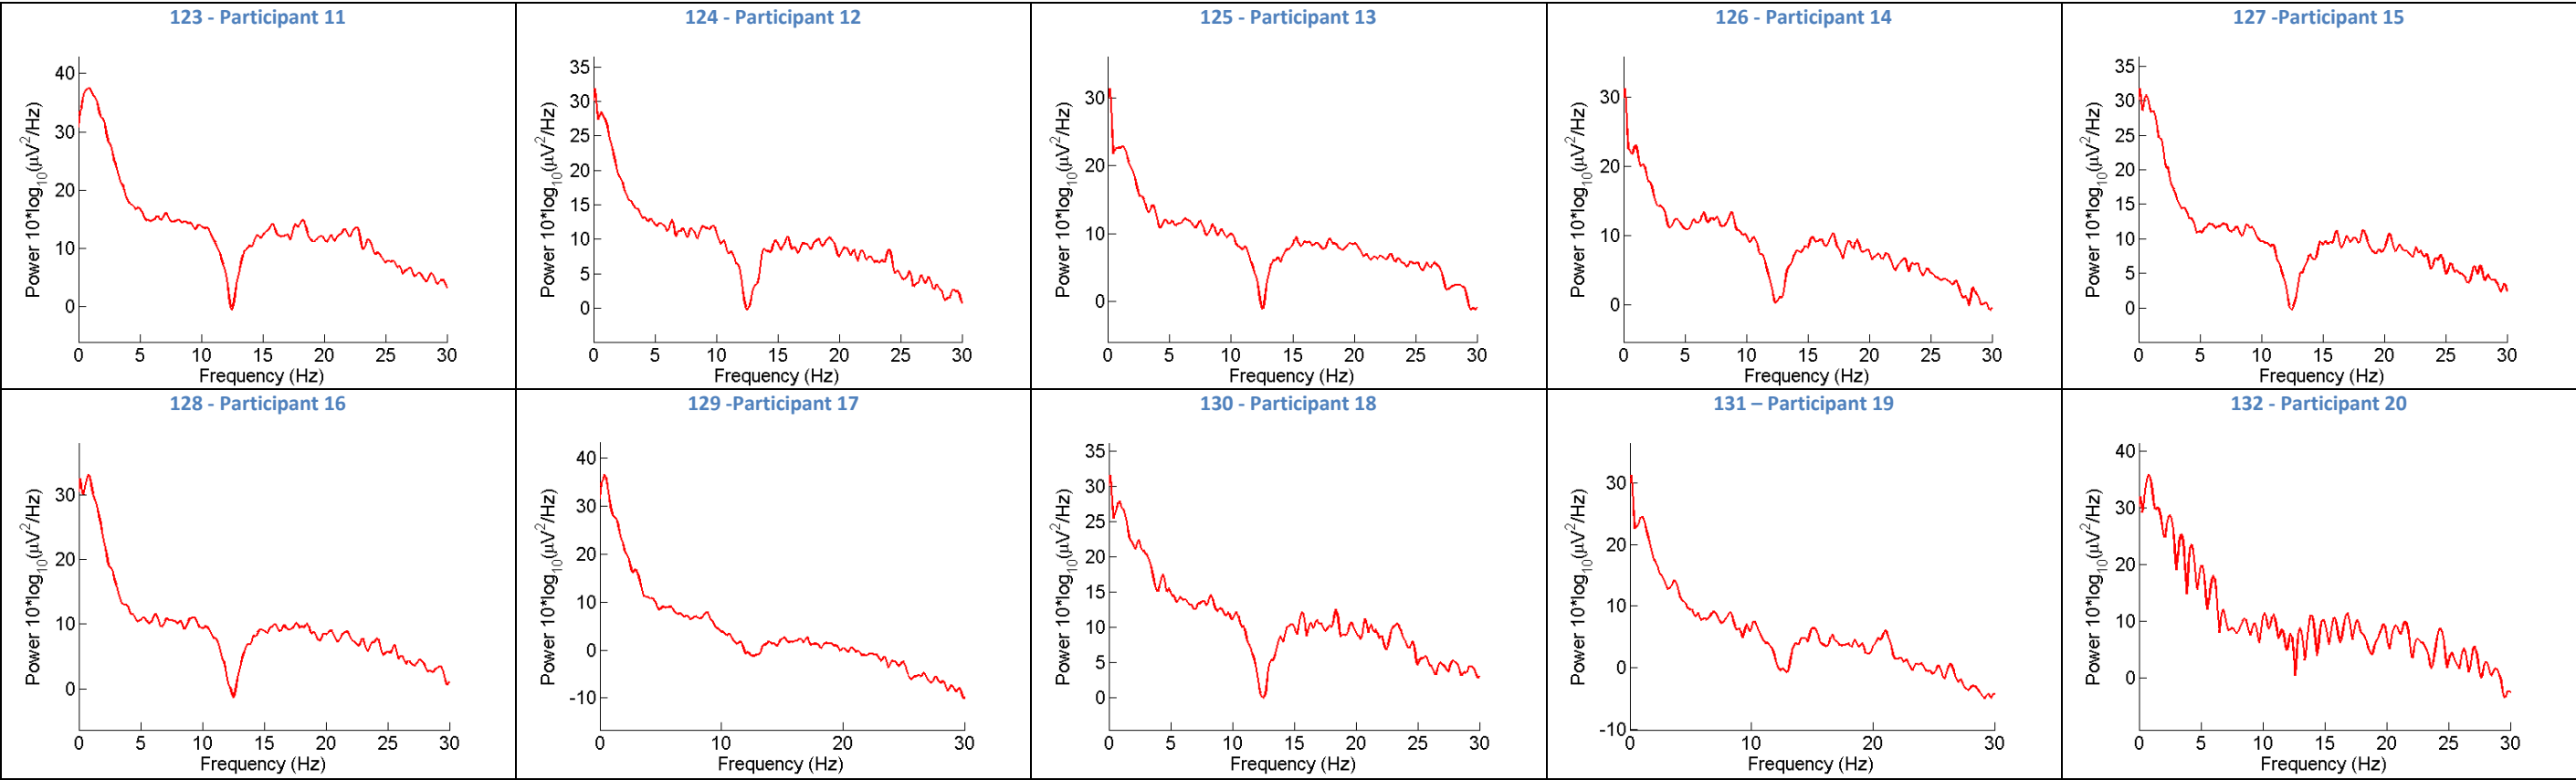 123 - Participant 11
40
30
20
10
0
0 5 10 15 20 25 30
Power 10*log10(μV2/Hz)
Frequency (Hz)
124 - Participant 12
35
30
25
20
15
10
5
0
0 5 10 15 20 25 30
Power 10*log10(μV2/Hz)
Frequency (Hz)
125 - Participant 13
30
20
10
0
0 5 10 15 20 25 30
Power 10*log10(μV2/Hz)
Frequency (Hz)
126 - Participant 14
30
20
10
0
0 5 10 15 20 25 30
Power 10*log10(μV2/Hz)
Frequency (Hz)
127 -Participant 15
35
30
25
20
15
10
5
0
0 5 10 15 20 25 30
Power 10*log10(μV2/Hz)
Frequency (Hz)
128 - Participant 16
30
20
10
0
0 5 10 15 20 25 30
Power 10*log10(μV2/Hz)
Frequency (Hz)
129 -Participant 17
40
30
20
10
0
-10
0 10 20 30
Power 10*log10(μV2/Hz)
Frequency (Hz)
130 - Participant 18
35
30
25
20
15
10
5
0
0 5 10 15 20 25 30
Power 10*log10(μV2/Hz)
Frequency (Hz)
131 – Participant 19
30
20
10
0
-10
0 10 20 30
Power 10*log10(μV2/Hz)
Frequency (Hz)
132 - Participant 20
40
30
20
10
0
0 5 10 15 20 25 30
Power 10*log10(μV2/Hz)
Frequency (Hz)